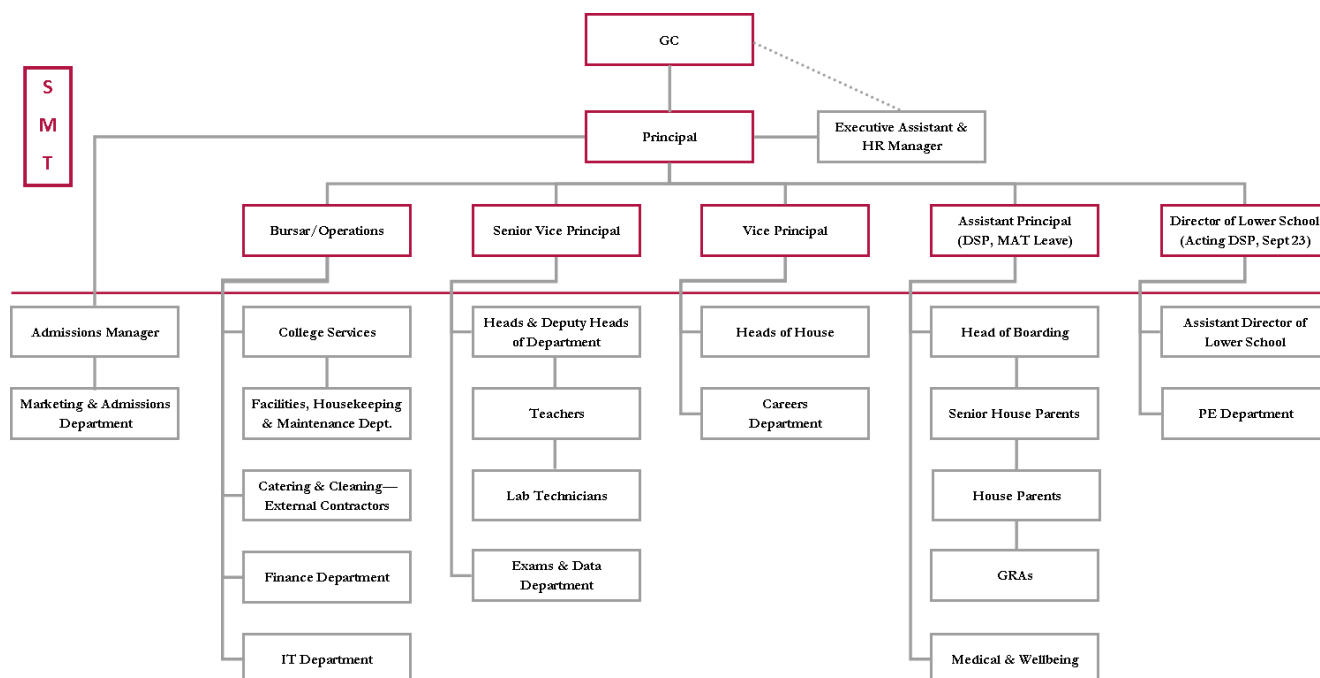 GC
S
M
T
Principal
Executive Assistant &
HR Manager
Bursar/Operations
Senior Vice Principal
Vice Principal
Assistant Principal
(DSP, MAT Leave)
Director of Lower School
(Acting DSP, Sept 23)
Admissions Manager
College Services
Heads & Deputy Heads
of Department
Heads of House
Head of Boarding
Assistant Director of
Lower School
Marketing & Admissions
Department
Facilities, Housekeeping
& Maintenance Dept.
Teachers
Careers
Department
Senior House Parents
PE Department
Catering & Cleaning—
External Contractors
Lab Technicians
House Parents
Finance Department
Exams & Data
Department
GRAs
IT Department
Medical & Wellbeing